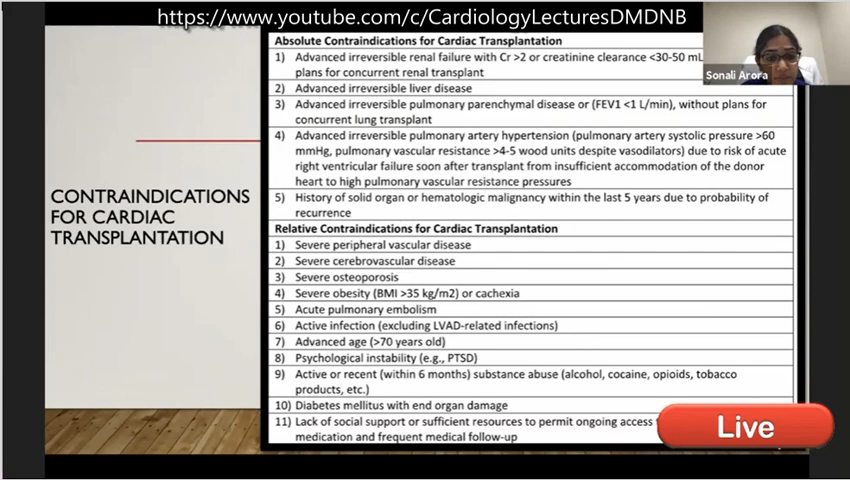 https://www.youtube.com/c/CardiologyLecturesDMDNB
Sonali Arora
CONTRAINDICATIONS
FOR CARDIAC
TRANSPLANTATION
Absolute Contraindications for Cardiac Transplantation
1) Advanced irreversible renal failure with Cr >2 or creatinine clearance <30-50 mL
plans for concurrent renal transplant
2) Advanced irreversible liver disease
3) Advanced irreversible pulmonary parenchymal disease or (FEV1 <1 L/min), without plans for
concurrent lung transplant
4) Advanced irreversible pulmonary artery hypertension (pulmonary artery systolic pressure >60
mmHg, pulmonary vascular resistance >4-5 wood units despite vasodilators) due to risk of acute
right ventricular failure soon after transplant from insufficient accommodation of the donor
heart to high pulmonary vascular resistance pressures
5) History of solid organ or hematologic malignancy within the last 5 years due to probability of
recurrence
Relative Contraindications for Cardiac Transplantation
1) Severe peripheral vascular disease
2) Severe cerebrovascular disease
3) Severe osteoporosis
4) Severe obesity (BMI >35 kg/m2) or cachexia
5) Acute pulmonary embolism
6) Active infection (excluding LVAD-related infections)
7) Advanced age (>70 years old)
8) Psychological instability (e.g., PTSD)
9) Active or recent (within 6 months) substance abuse (alcohol, cocaine, opioids, tobacco
products, etc.)
10) Diabetes mellitus with end organ damage
11) Lack of social support or sufficient resources to permit ongoing access
medication and frequent medical follow-up
Live